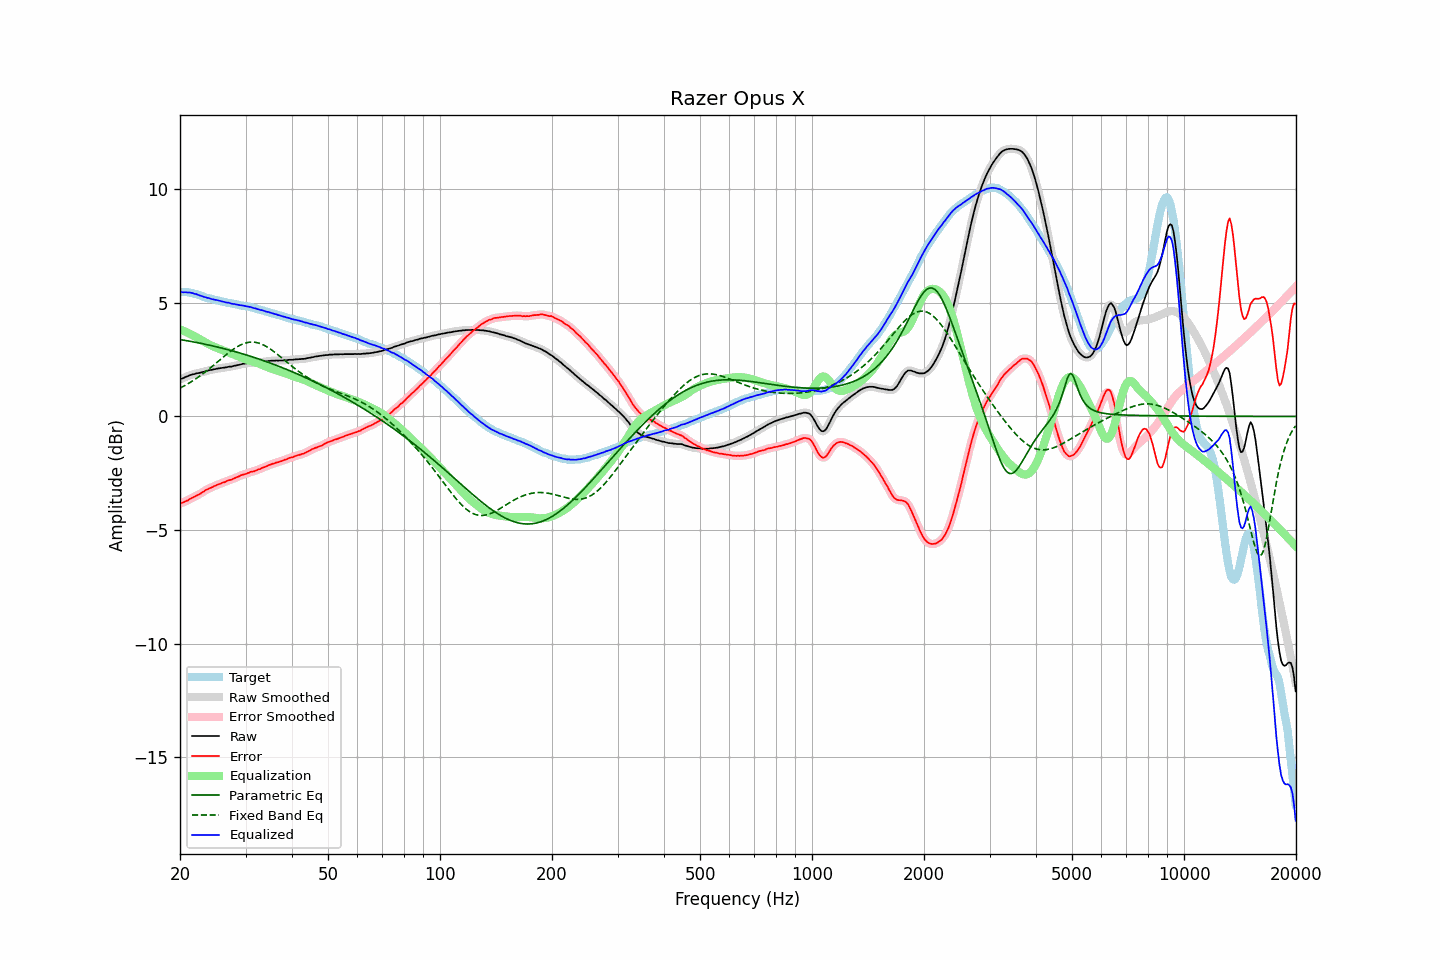 Razer Opus X
Amplitude (dBr)
10
5
0
−5
−10
−15
Target
Raw Smoothed
Error Smoothed
Raw
Error
Equalization
Parametric Eq
Fixed Band Eq
Equalized
20 50 100 200 500 1000 2000 5000 10000 20000
Frequency (Hz)